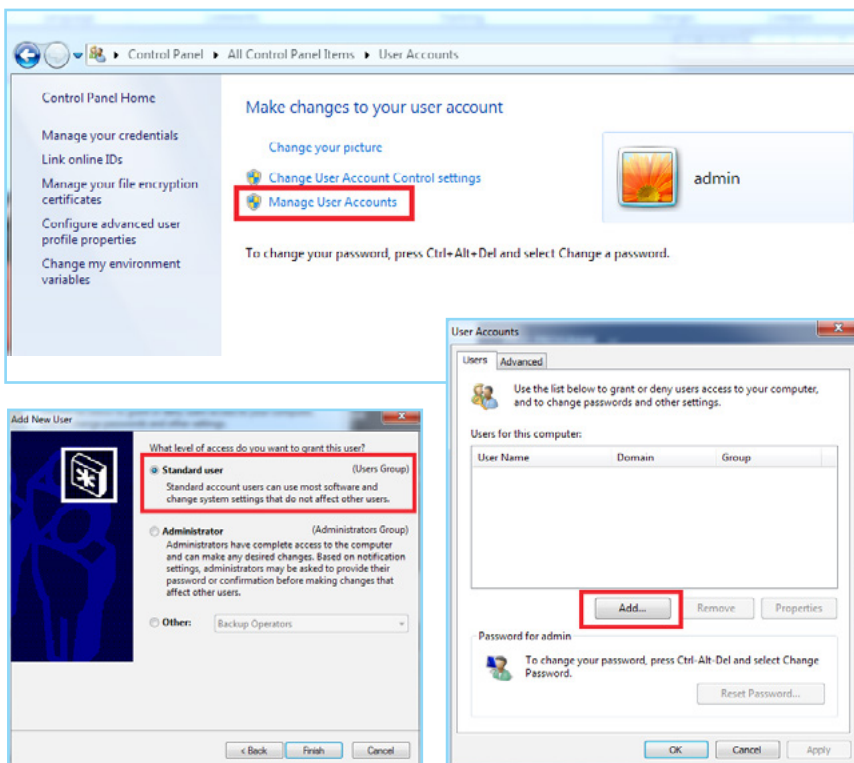 Control Panel ▸ All Control Panel Items ▸ User Accounts
Control Panel Home
Manage your credentials
Link online IDs
Manage your file encryption
certificates
Configure advanced user
profile properties
Change my environment
variables
Make changes to your user account
Change your picture
Change User Account Control settings
Manage User Accounts
admin
To change your password, press Ctrl+Alt+Del and select Change a password.
Add New User
What level of access do you want to grant this user?
Standard user (Users Group)
Standard account users can use most software and
change system settings that do not affect other users.
Administrator (Administrators Group)
Administrators have complete access to the computer
and can make any desired changes. Based on notification
settings, administrators may be asked to provide their
password or confirmation before making changes that
affect other users.
Other: Backup Operators
< Back Finish Cancel
User Accounts
Users Advanced
Use the list below to grant or deny users access to your computer,
and to change passwords and other settings.
Users for this computer:
User Name Domain Group
Add... Remove Properties
Password for admin
To change your password, press Ctrl-Alt-Del and select Change
Password.
Reset Password...
OK Cancel Apply